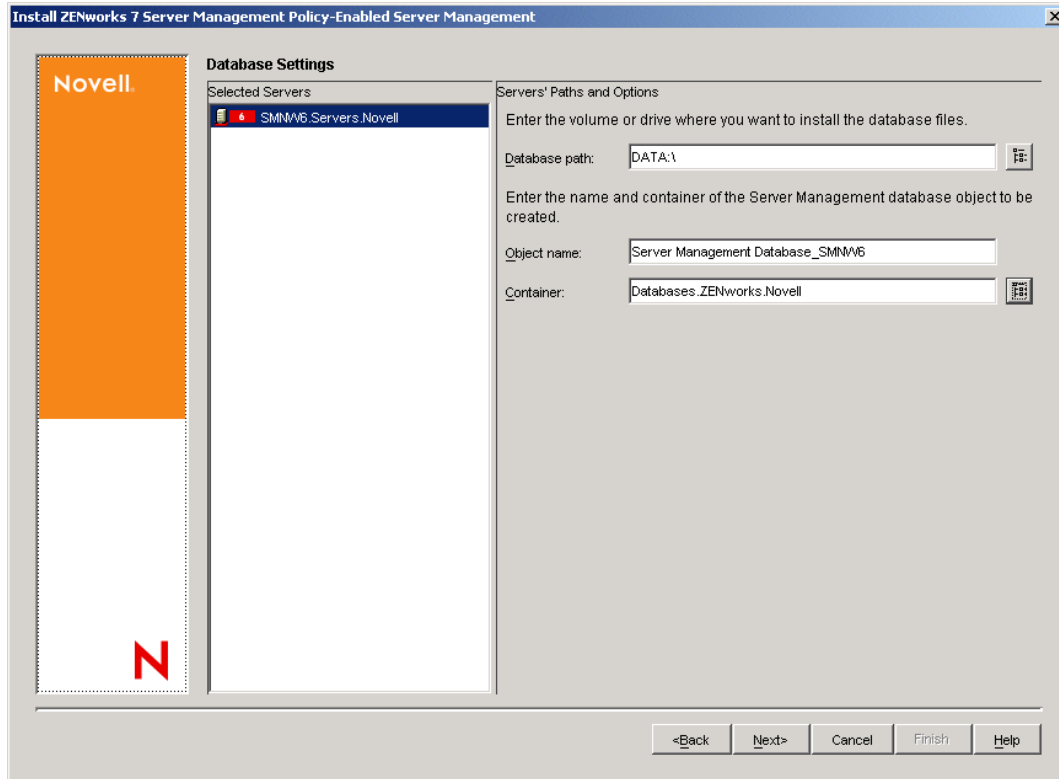 Install ZENworks 7 Server Management Policy-Enabled Server Management
Novell.
Database Settings
Selected Servers
6 SMNW6.Servers.Novell
Servers' Paths and Options
Enter the volume or drive where you want to install the database files.
Database path: DATA:\
Enter the name and container of the Server Management database object to be
created.
Object name: Server Management Database_SMNW6
Container: Databases.ZENworks.Novell
N
<Back Next> Cancel Finish Help